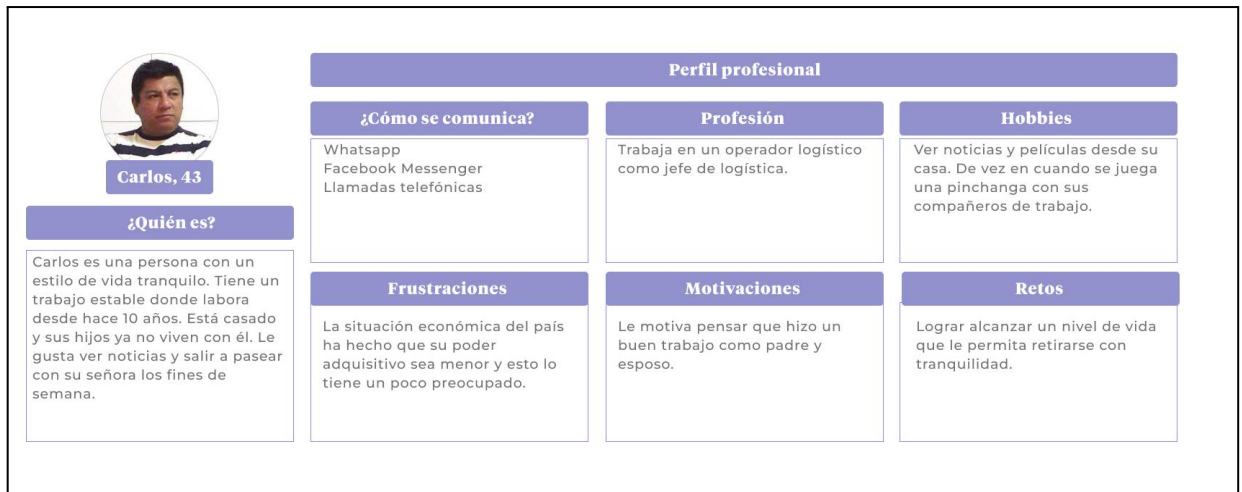 Perfil profesional
Carlos, 43
¿Quién es?
Carlos es una persona con un
estilo de vida tranquilo. Tiene un
trabajo estable donde labora
desde hace 10 años. Está casado
y sus hijos ya no viven con él. Le
gusta ver noticias y salir a pasear
con su señora los fines de
semana.
¿Cómo se comunica?
Whatsapp
Facebook Messenger
Llamadas telefónicas
Profesión
Trabaja en un operador logístico
como jefe de logística.
Hobbies
Ver noticias y películas desde su
casa. De vez en cuando se juega
una pinchanga con sus
compañeros de trabajo.
Frustraciones
La situación económica del país
ha hecho que su poder
adquisitivo sea menor y esto lo
tiene un poco preocupado.
Motivaciones
Le motiva pensar que hizo un
buen trabajo como padre y
esposo.
Retos
Lograr alcanzar un nivel de vida
que le permita retirarse con
tranquilidad.